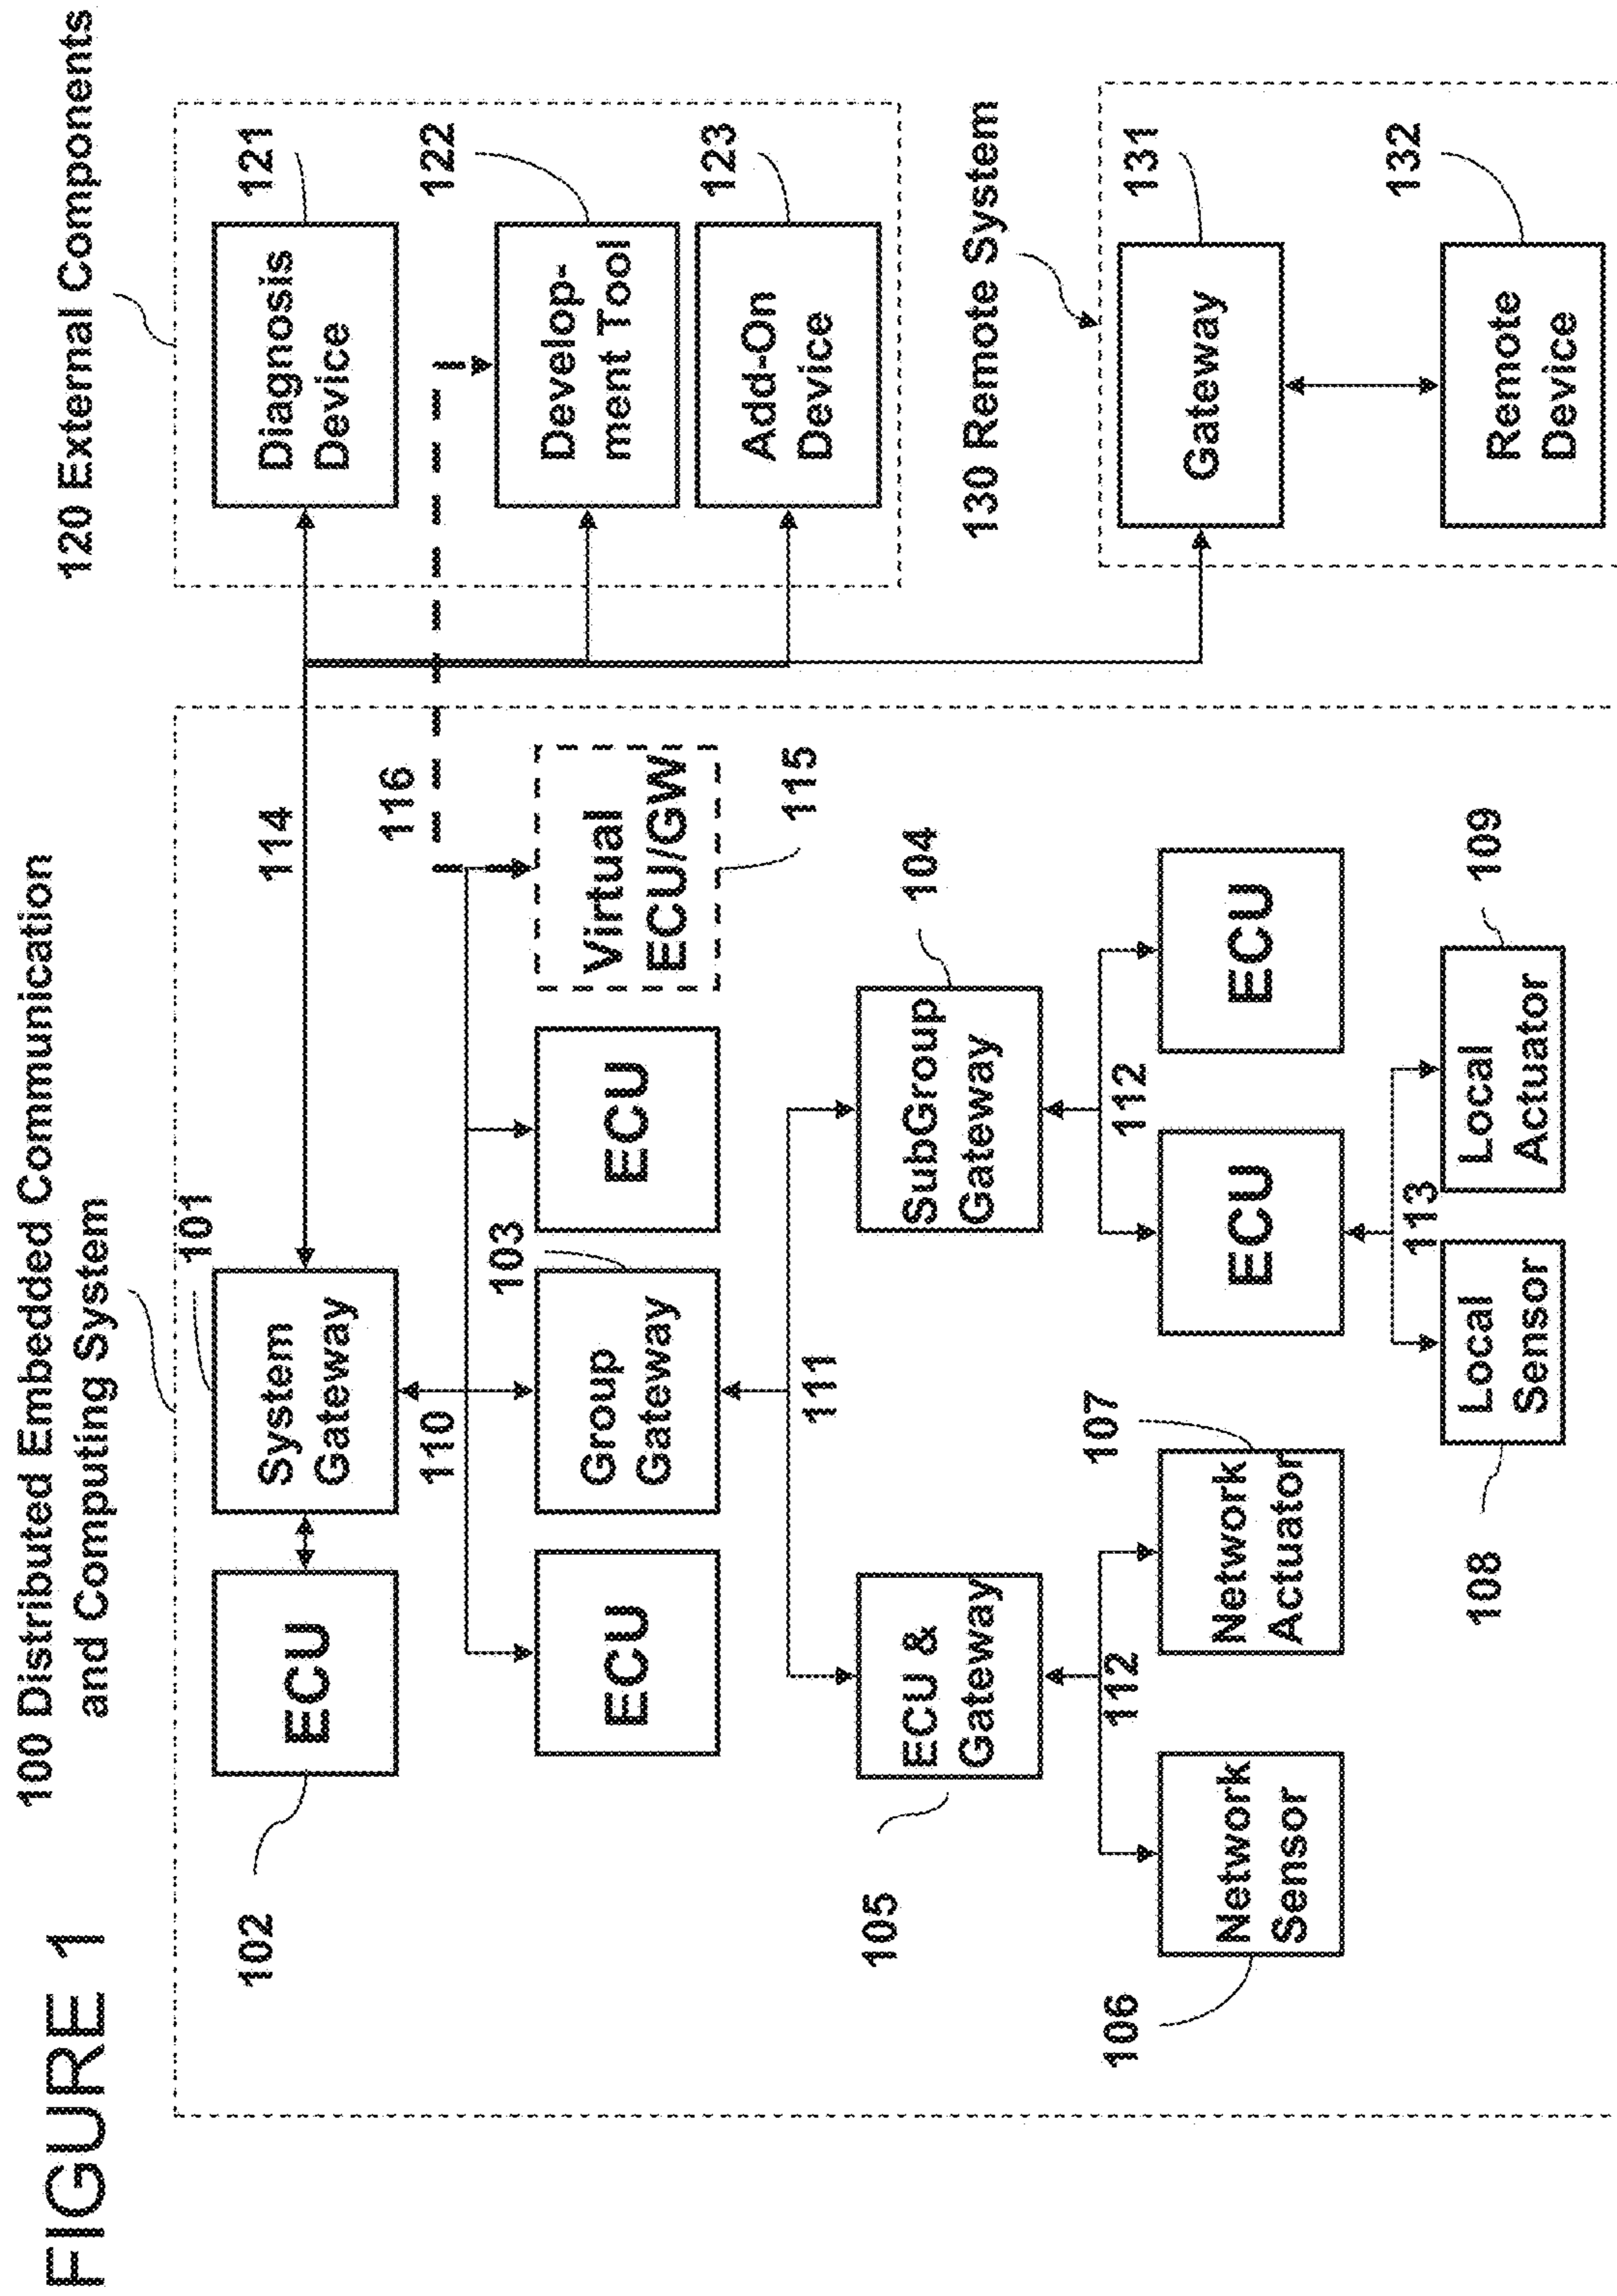 FIGURE 1
100 Distributed Embedded Communication
and Computing System
120 External Components
101
102
ECU
System
Gateway
114
Diagnosis
Device
121
110
103
116
122
ECU
Group
Gateway
ECU
Virtual
ECU/GW
115
Develop-
ment Tool
Add-On
Device
123
111
105
ECU &
Gateway
SubGroup
Gateway
104
130 Remote System
112
112
106
Network
Sensor
Network
Actuator
107
ECU
ECU
Gateway
131
113
108
Local
Sensor
Local
Actuator
109
Remote
Device
132